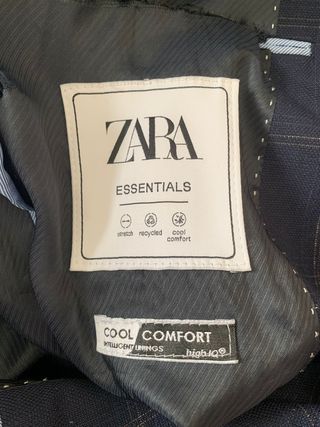 ZARA
ESSENTIALS
stretch recycled cool
comfort
COOL COMFORT
INTELLIGENT LININGS
high IQ®